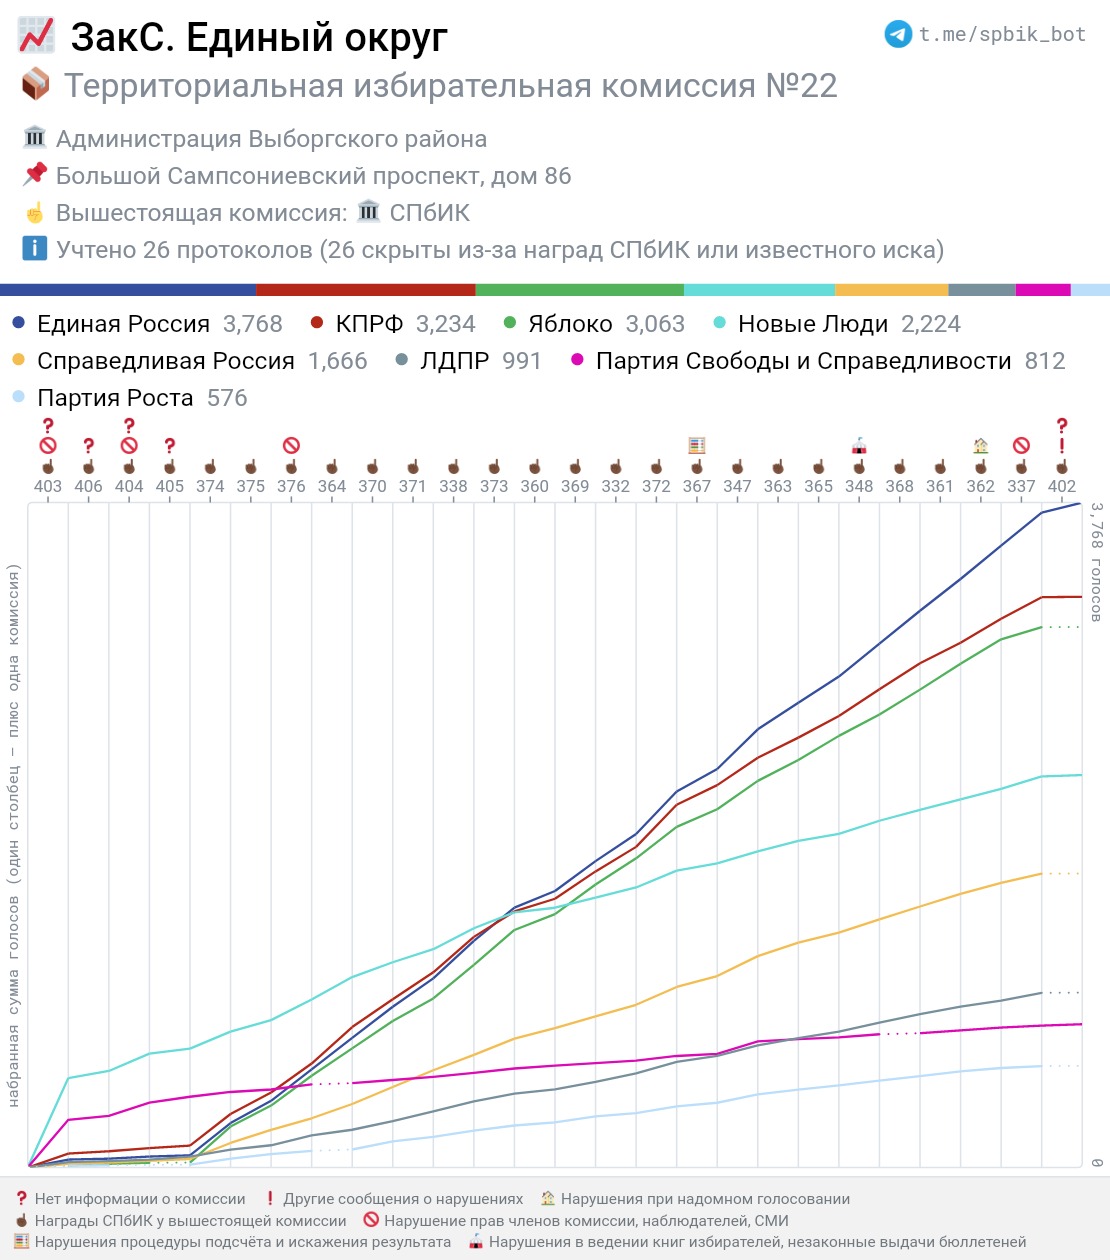 ЗакС. Единый округ
t.me/spbik_bot
Территориальная избирательная комиссия №22
Администрация Выборгского района
Большой Сампсониевский проспект, дом 86
Вышестоящая комиссия: СПбИК
Учтено 26 протоколов (26 скрыты из-за наград СПбИК или известного иска)
Единая Россия 3,768 КПРФ 3,234 Яблоко 3,063 Новые Люди 2,224
Справедливая Россия 1,666 ЛДПР 991 Партия Свободы и Справедливости 812
Партия Роста 576
403 406 404 405 374 375 376 364 370 371 338 373 360 369 332 372 367 347 363 365 348 368 361 362 337 402
набранная сумма голосов (один столбец – плюс одна комиссия)
3,768 голосов
0
Нет информации о комиссии Другие сообщения о нарушениях Нарушения при надомном голосовании
Награды СПбИК у вышестоящей комиссии Нарушение прав членов комиссии, наблюдателей, СМИ
Нарушения процедуры подсчёта и искажения результата Нарушения в ведении книг избирателей, незаконные выдачи бюллетеней